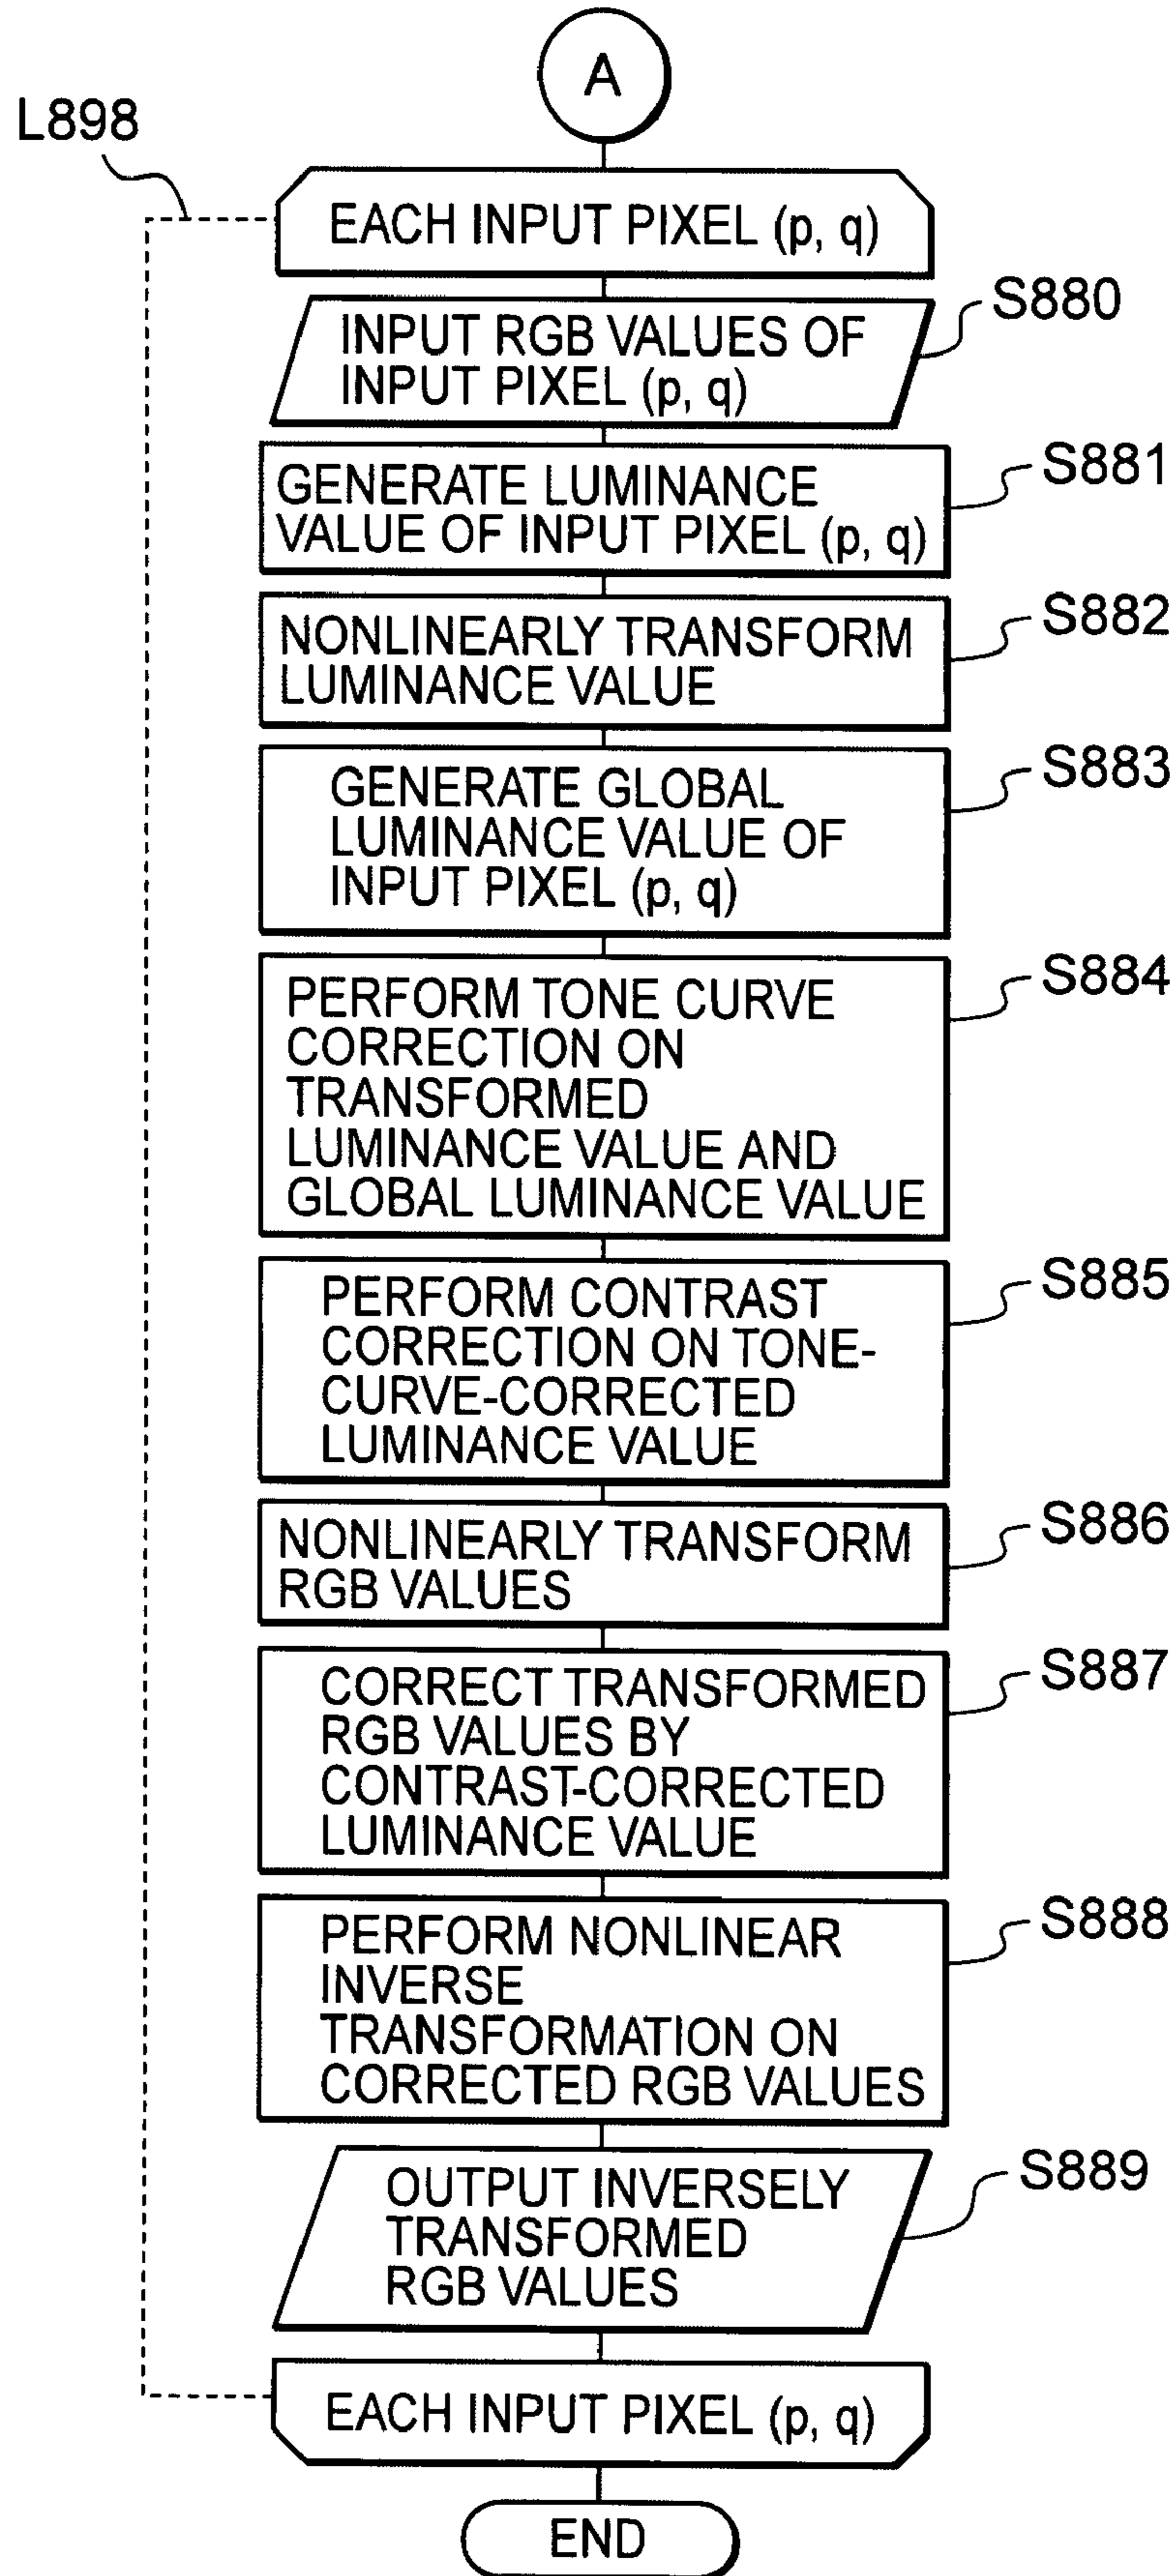 A
L898
EACH INPUT PIXEL (p, q)
INPUT RGB VALUES OF
INPUT PIXEL (p, q)
S880
GENERATE LUMINANCE
VALUE OF INPUT PIXEL (p, q)
S881
NONLINEARLY TRANSFORM
LUMINANCE VALUE
S882
GENERATE GLOBAL
LUMINANCE VALUE OF
INPUT PIXEL (p, q)
S883
PERFORM TONE CURVE
CORRECTION ON
TRANSFORMED
LUMINANCE VALUE AND
GLOBAL LUMINANCE VALUE
S884
PERFORM CONTRAST
CORRECTION ON TONE-
CURVE-CORRECTED
LUMINANCE VALUE
S885
NONLINEARLY TRANSFORM
RGB VALUES
S886
CORRECT TRANSFORMED
RGB VALUES BY
CONTRAST-CORRECTED
LUMINANCE VALUE
S887
PERFORM NONLINEAR
INVERSE
TRANSFORMATION ON
CORRECTED RGB VALUES
S888
OUTPUT INVERSELY
TRANSFORMED
RGB VALUES
S889
EACH INPUT PIXEL (p, q)
END